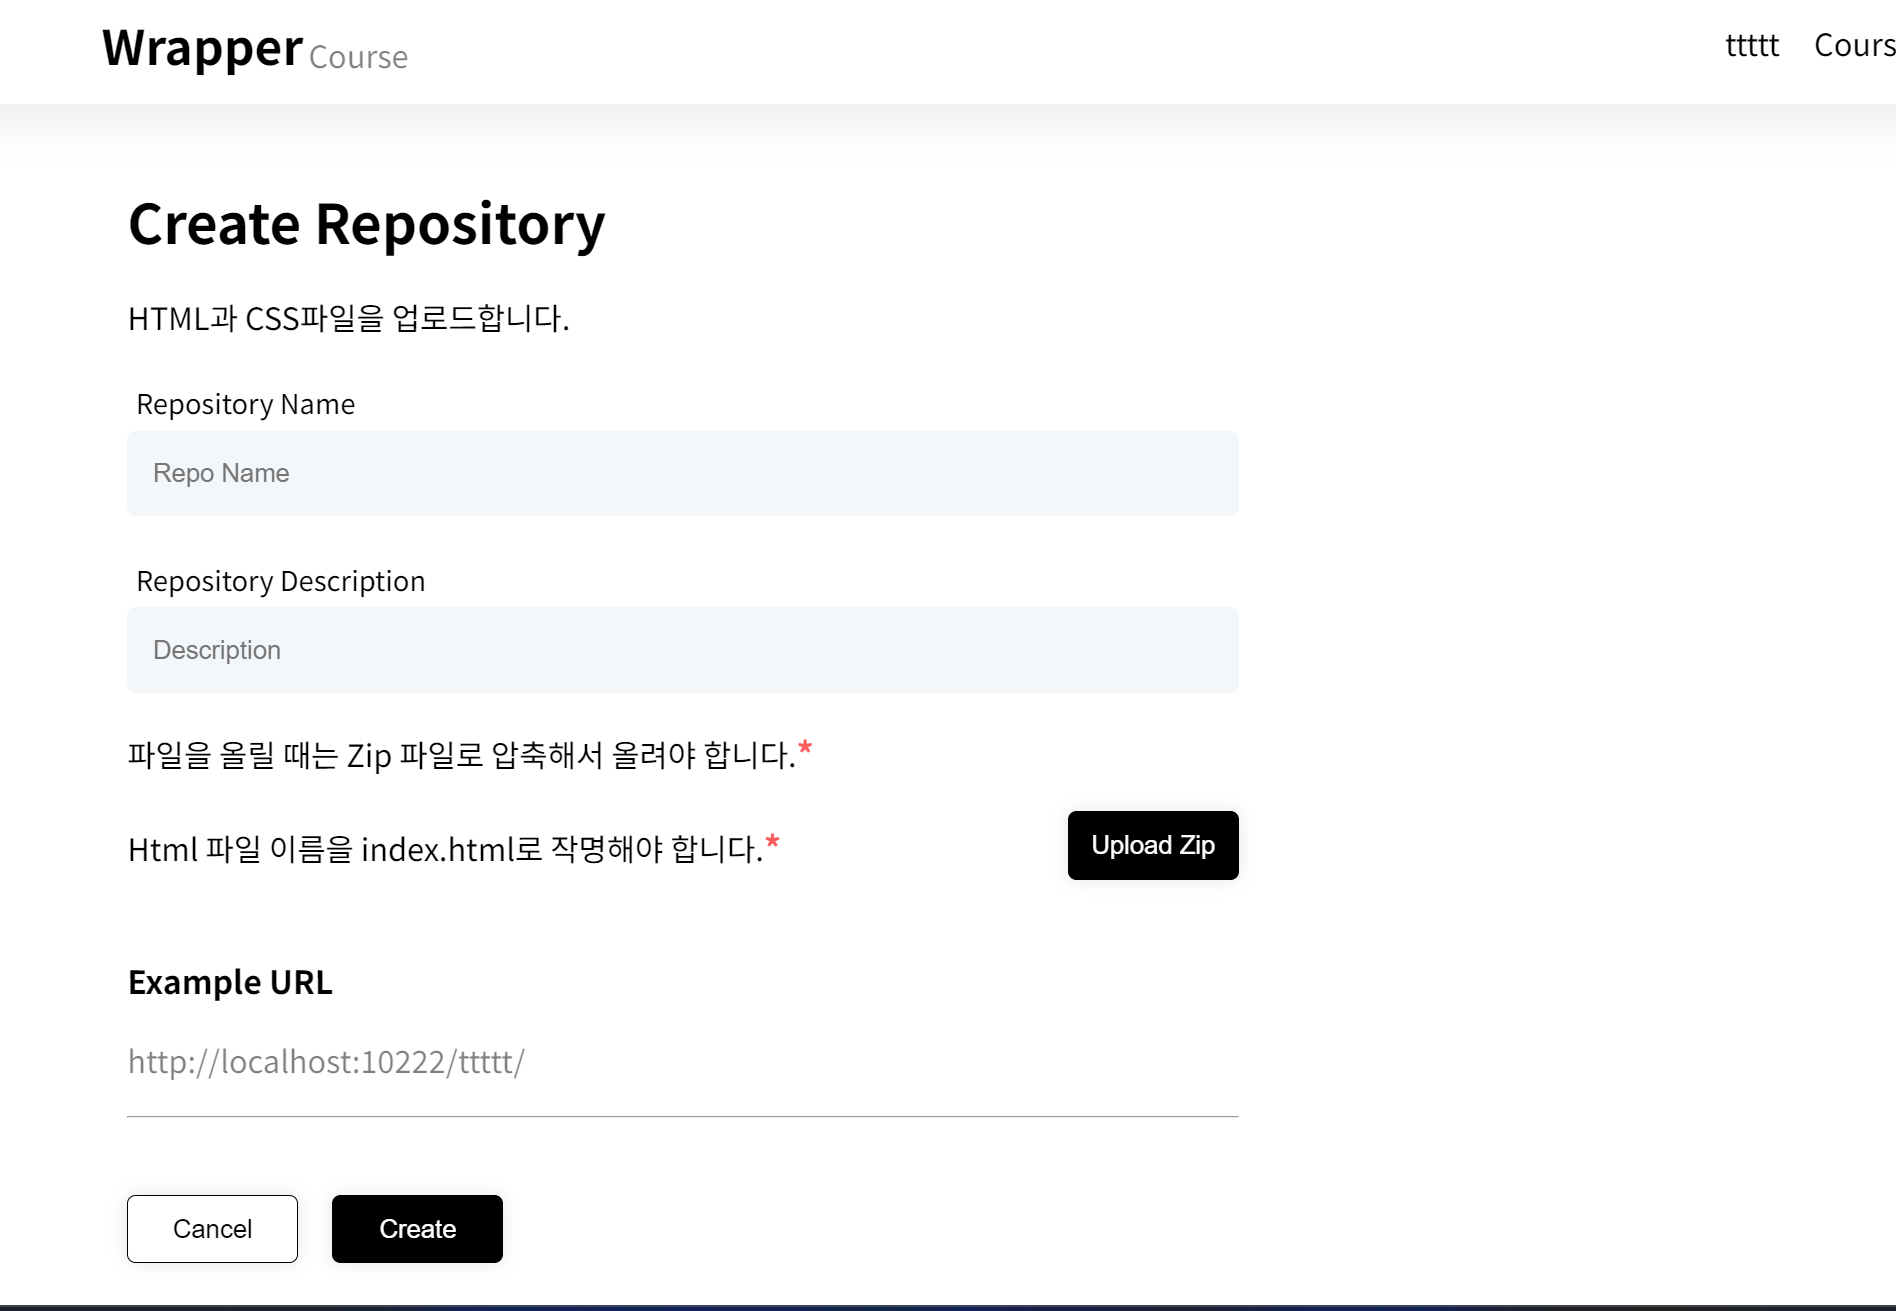 Wrapper Course
ttttt Cours
Create Repository
HTML과 CSS파일을 업로드합니다.
Repository Name
Repo Name
Repository Description
Description
파일을 올릴 때는 Zip 파일로 압축해서 올려야 합니다.*
Html 파일 이름을 index.html로 작명해야 합니다.*
Upload Zip
Example URL
http://localhost:10222/ttttt/
Cancel
Create